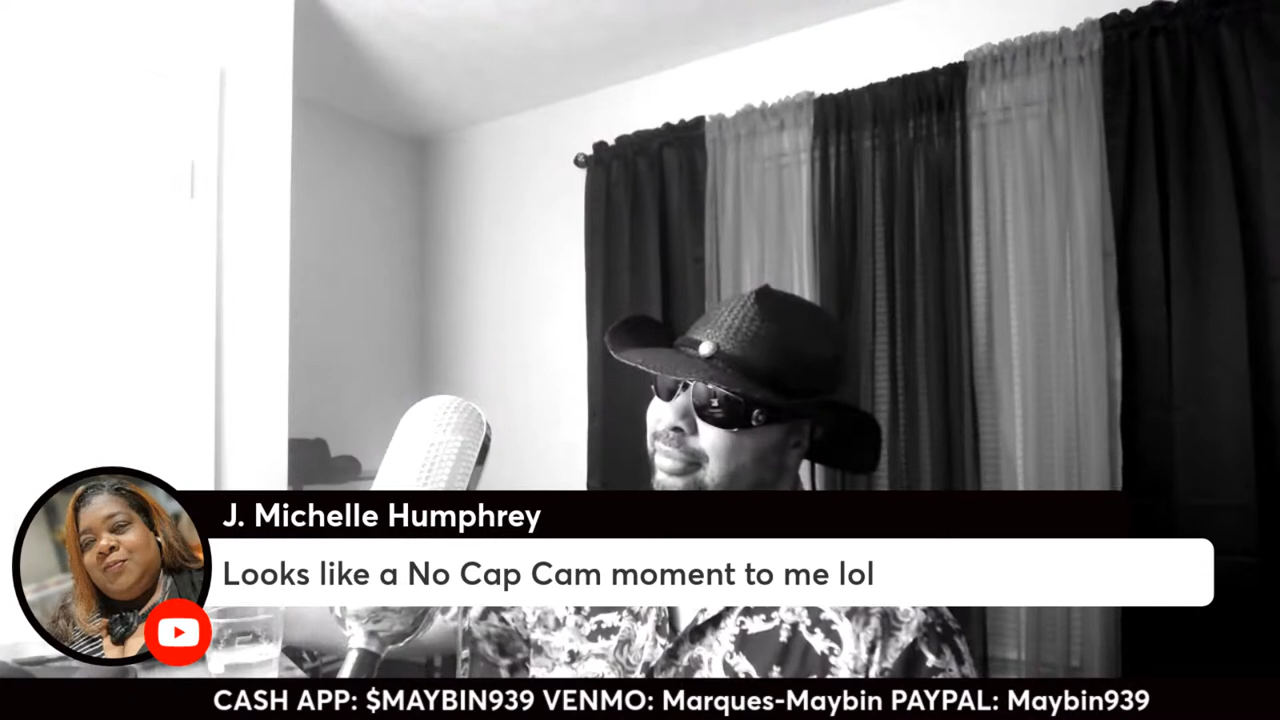 J. Michelle Humphrey
Looks like a No Cap Cam moment to me lol
CASH APP: $MAYBIN939 VENMO: Marques-Maybin PAYPAL: Maybin939